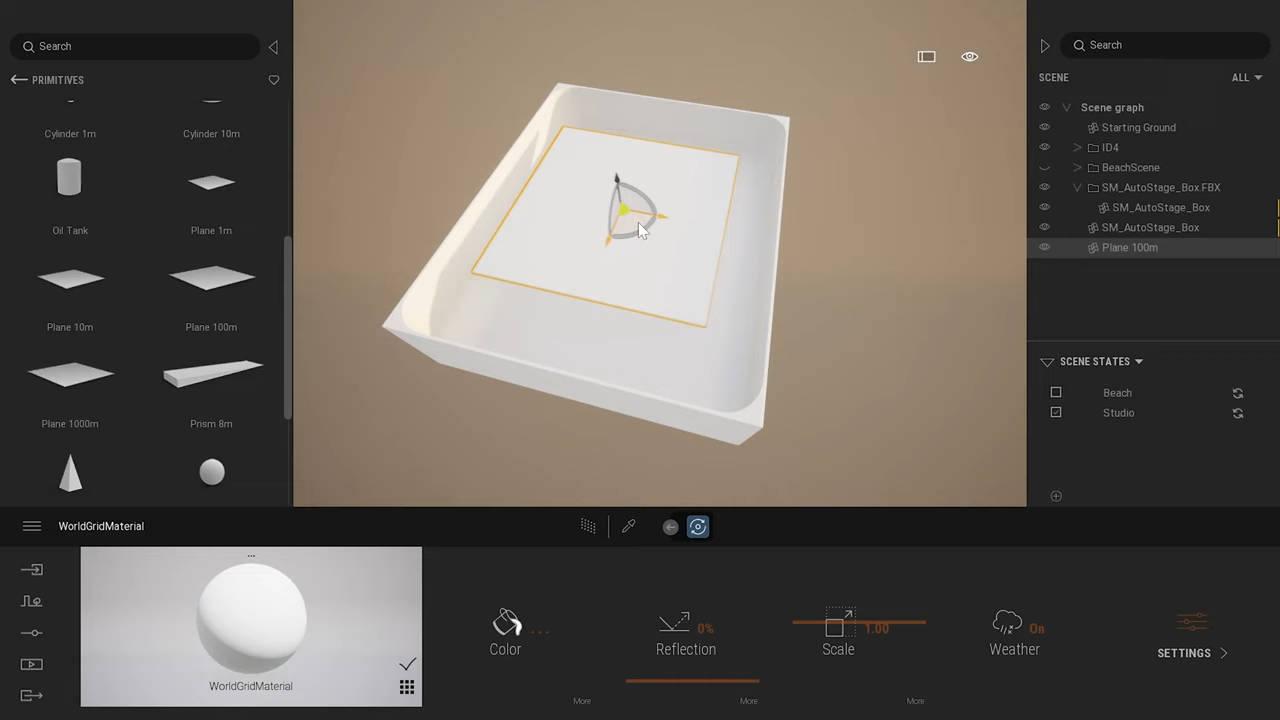 Search
PRIMITIVES
Cylinder 1m
Cylinder 10m
Oil Tank
Plane 1m
Plane 10m
Plane 100m
Plane 1000m
Prism 8m
Search
SCENE
ALL
Scene graph
Starting Ground
ID4
BeachScene
SM_AutoStage_Box.FBX
SM_AutoStage_Box
SM_AutoStage_Box
Plane 100m
SCENE STATES
Beach
Studio
WorldGridMaterial
...
WorldGridMaterial
...
Color
More
0%
Reflection
More
1.00
Scale
More
On
Weather
SETTINGS